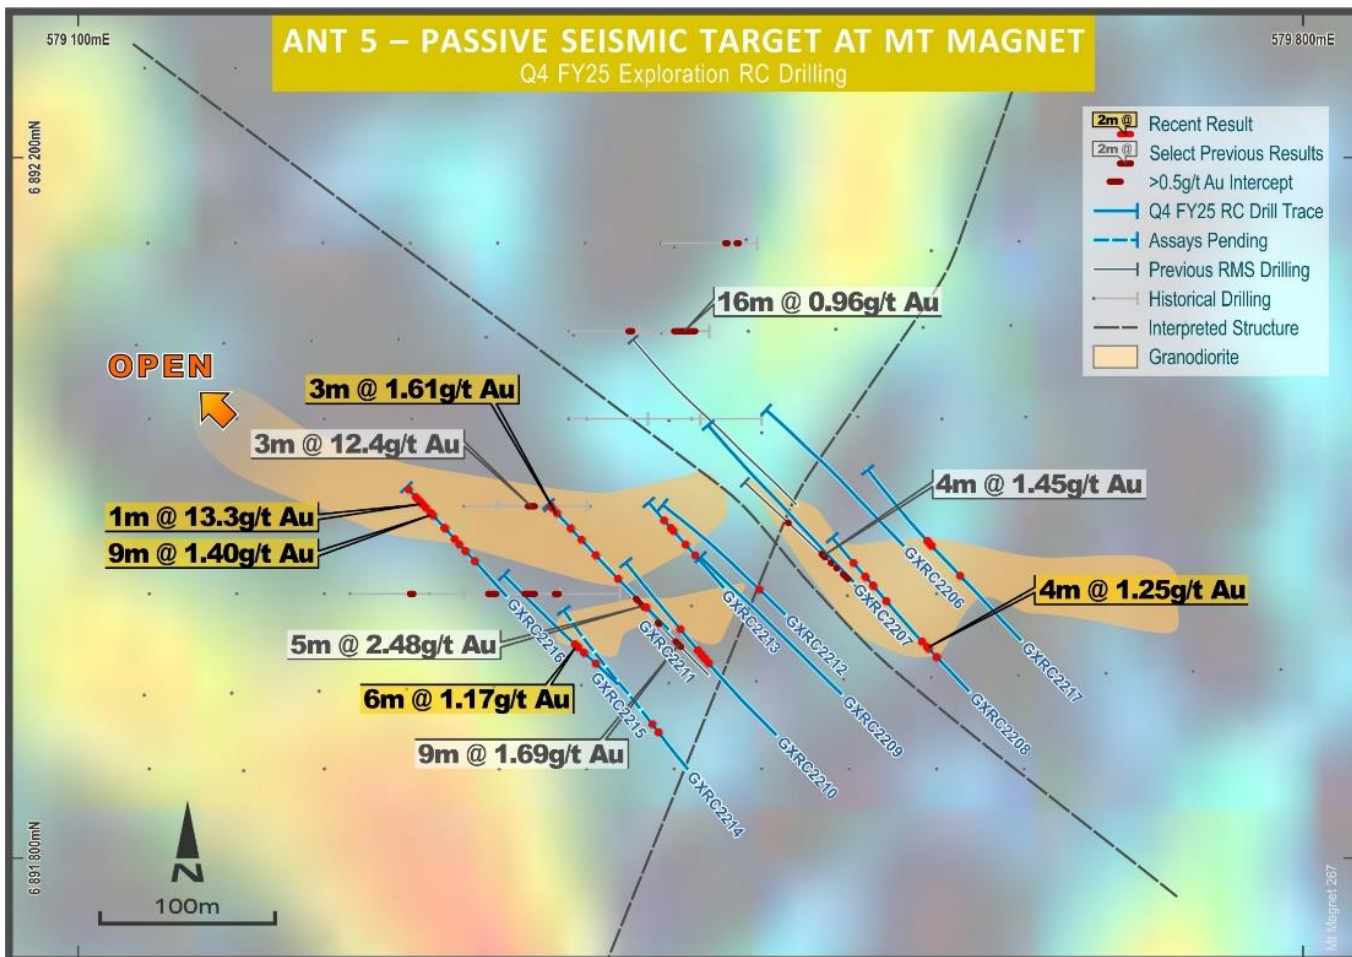 579 100mE
ANT 5 – PASSIVE SEISMIC TARGET AT MT MAGNET
579 800mE
Q4 FY25 Exploration RC Drilling
6 892 200mN
2m @
Recent Result
2m @
Select Previous Results
>0.5g/t Au Intercept
Q4 FY25 RC Drill Trace
Assays Pending
Previous RMS Drilling
Historical Drilling
Interpreted Structure
Granodiorite
16m @ 0.96g/t Au
OPEN
3m @ 1.61g/t Au
3m @ 12.4g/t Au
4m @ 1.45g/t Au
1m @ 13.3g/t Au
9m @ 1.40g/t Au
4m @ 1.25g/t Au
5m @ 2.48g/t Au
6m @ 1.17g/t Au
9m @ 1.69g/t Au
GXRC2216
GXRC2215
GXRC2214
GXRC2211
GXRC2210
GXRC2213
GXRC2212
GXRC2209
GXRC2207
GXRC2206
GXRC2208
GXRC2217
6 891 800mN
N
100m
Mt Magnet 267